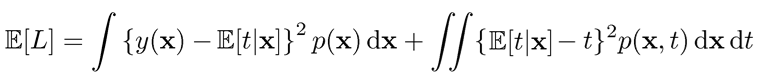 𝔼[L] = ∫ {y(𝐱) − 𝔼[t|𝐱]}² p(𝐱) d𝐱 + ∬ {𝔼[t|𝐱] − t}² p(𝐱, t) d𝐱 dt